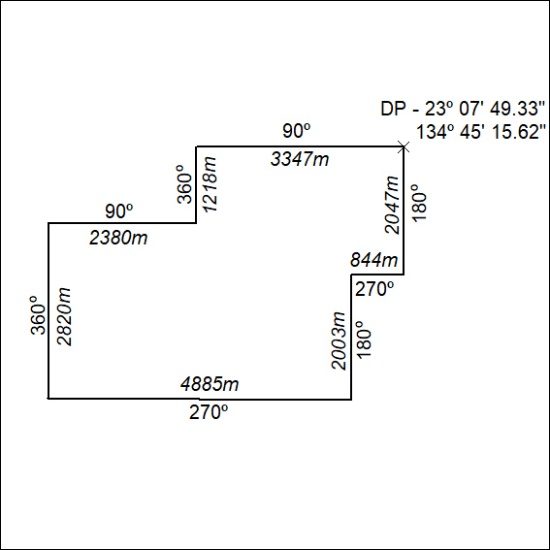 DP - 23º 07' 49.33"
134º 45' 15.62"
90º
3347m
360º
1218m
2047m
180º
90º
2380m
844m
270º
360º
2820m
2003m
180º
4885m
270º